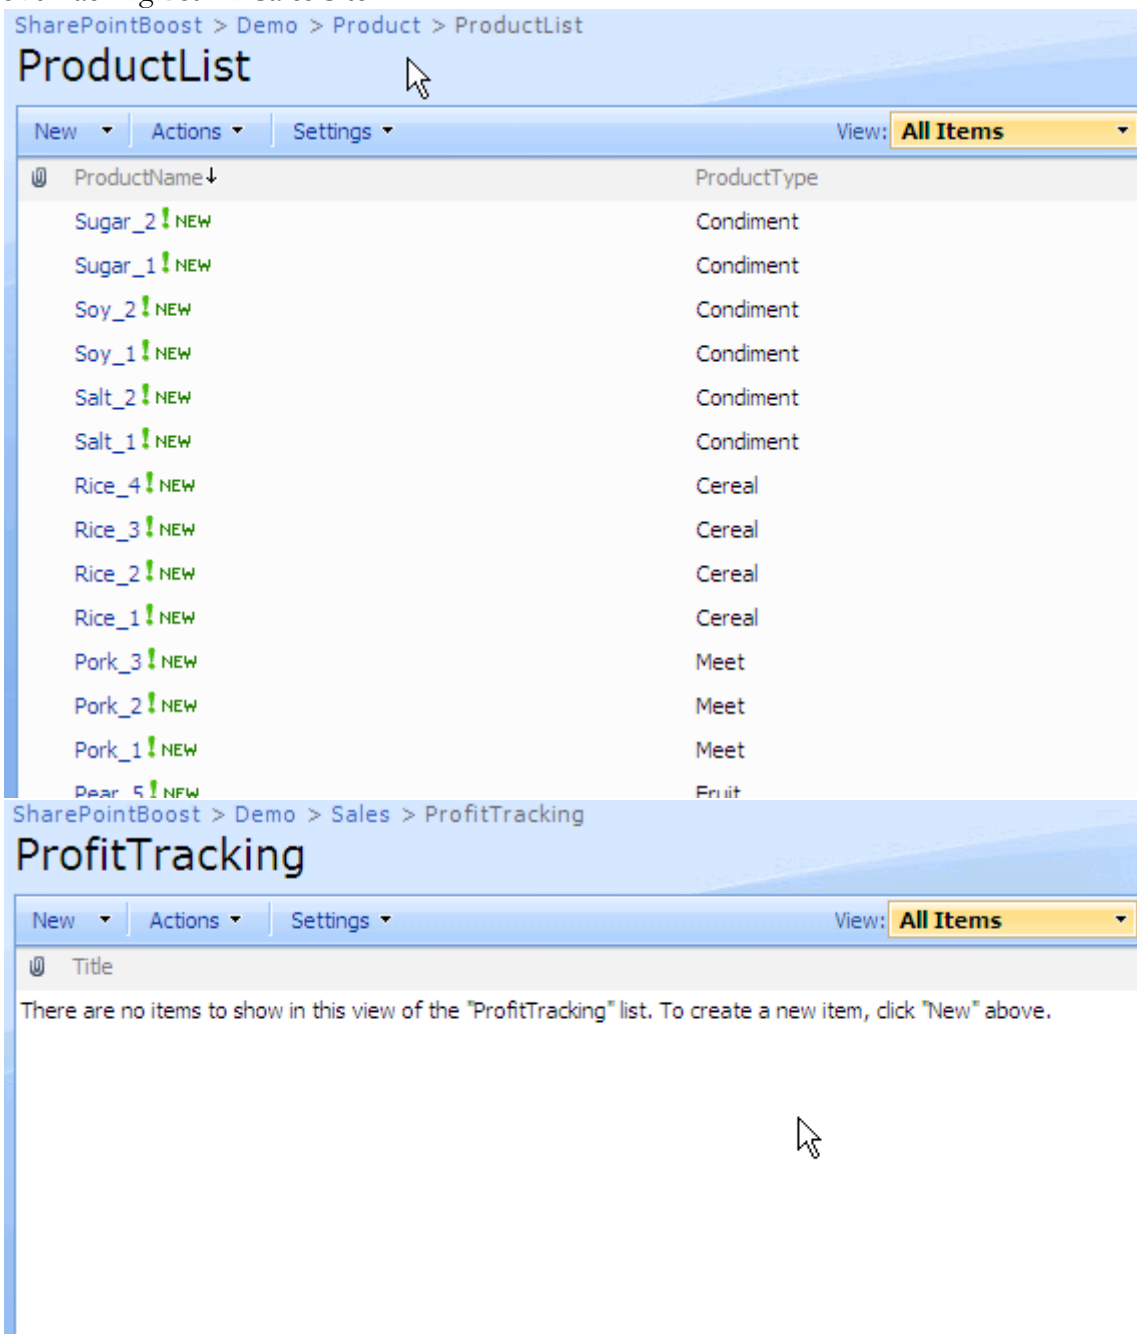 SharePointBoost > Demo > Product > ProductList
ProductList
New Actions Settings View: All Items
ProductName ProductType
Sugar_2 ! NEW Condiment
Sugar_1 ! NEW Condiment
Soy_2 ! NEW Condiment
Soy_1 ! NEW Condiment
Salt_2 ! NEW Condiment
Salt_1 ! NEW Condiment
Rice_4 ! NEW Cereal
Rice_3 ! NEW Cereal
Rice_2 ! NEW Cereal
Rice_1 ! NEW Cereal
Pork_3 ! NEW Meet
Pork_2 ! NEW Meet
Pork_1 ! NEW Meet
Pear_5 ! NEW Fruit
SharePointBoost > Demo > Sales > ProfitTracking
ProfitTracking
New Actions Settings View: All Items
Title
There are no items to show in this view of the "ProfitTracking" list. To create a new item, click "New" above.